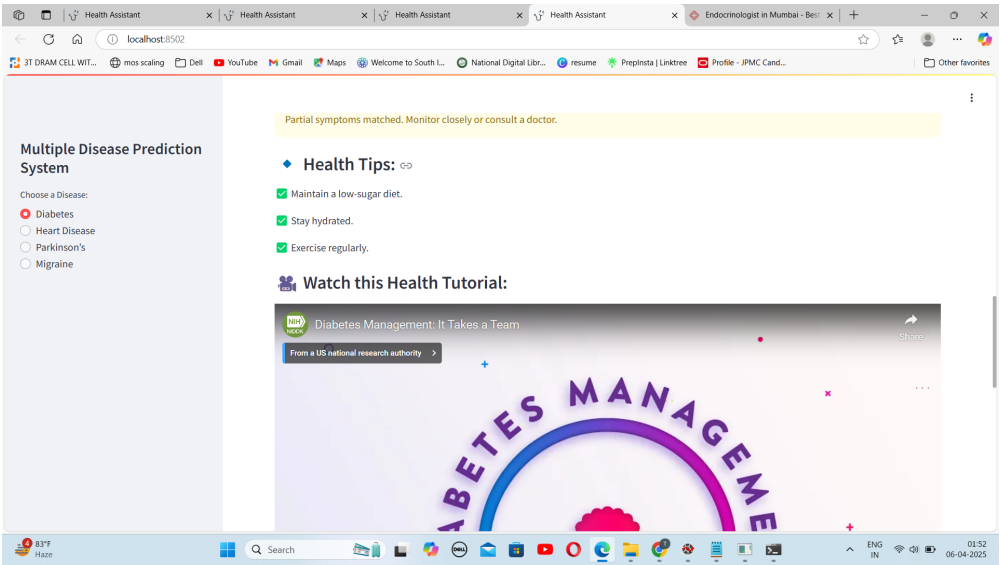 Health Assistant
Health Assistant
Health Assistant
Health Assistant
Endocrinologist in Mumbai - Best
localhost:8502
3T DRAM CELL WIT...
mos scaling
Dell
YouTube
Gmail
Maps
Welcome to South I...
National Digital Libr...
resume
PrepInsta | Linktree
Profile - JPMC Cand...
Other favorites
Multiple Disease Prediction
System
Choose a Disease:
Diabetes
Heart Disease
Parkinson's
Migraine
Partial symptoms matched. Monitor closely or consult a doctor.
Health Tips:
Maintain a low-sugar diet.
Stay hydrated.
Exercise regularly.
Watch this Health Tutorial:
NIH
NIDDK
Diabetes Management: It Takes a Team
Share
From a US national research authority
ABETES MANAGEME
4
83°F
Haze
Search
DELL
ENG
IN
01:52
06-04-2025